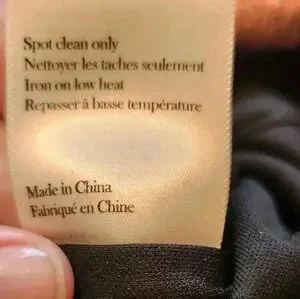 Spot clean only
Nettoyer les taches seulement
Iron on low heat
Repasser à basse température
Made in China
Fabriqué en Chine